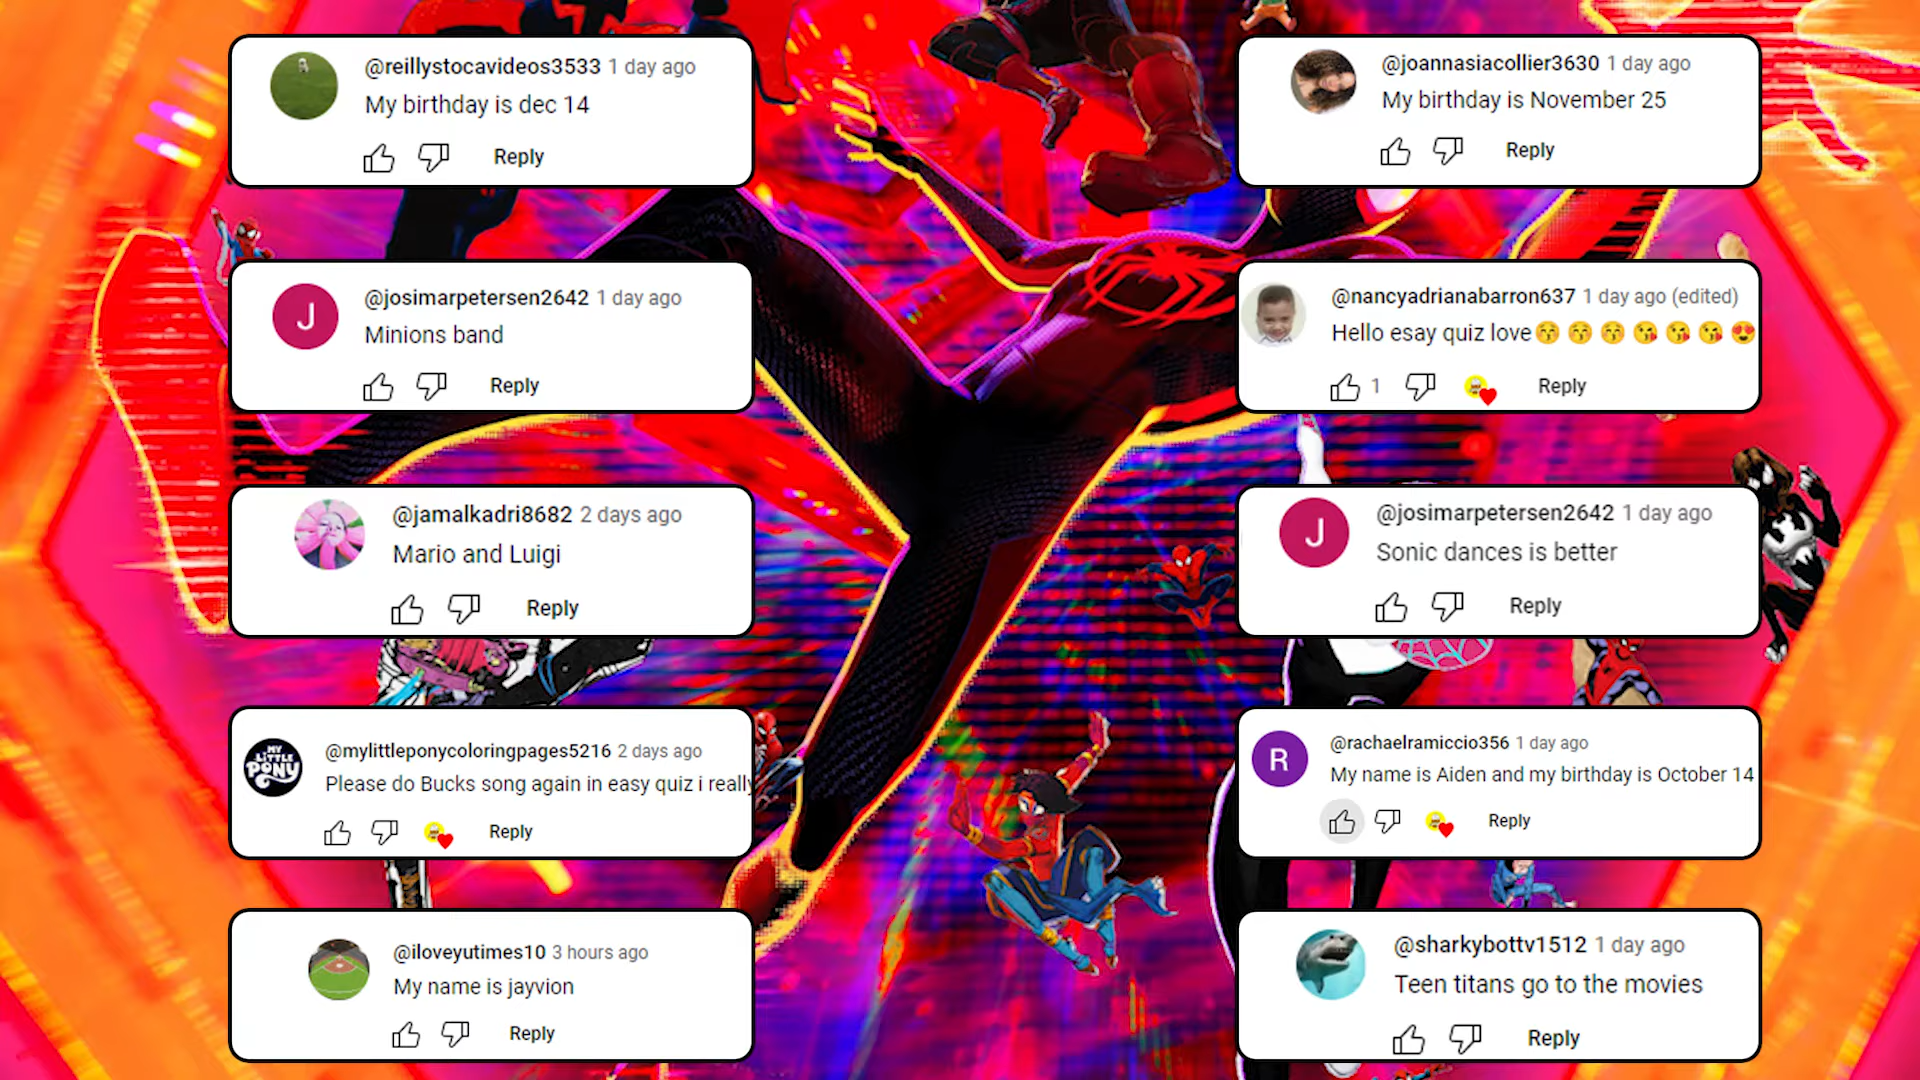 @reillystocavideos3533 1 day ago
My birthday is dec 14
Reply
@joannasiacollier3630 1 day ago
My birthday is November 25
Reply
J
@josimarpetersen2642 1 day ago
Minions band
Reply
@nancyadrianabarron637 1 day ago (edited)
Hello esay quiz love😚 😚 😚 😘 😘 😘 😍
1
Reply
@jamalkadri8682 2 days ago
Mario and Luigi
Reply
J
@josimarpetersen2642 1 day ago
Sonic dances is better
Reply
MY
LITTLE
PONY
@mylittleponycoloringpages5216 2 days ago
Please do Bucks song again in easy quiz i really
Reply
R
@rachaelramiccio356 1 day ago
My name is Aiden and my birthday is October 14
Reply
@iloveyutimes10 3 hours ago
My name is jayvion
Reply
@sharkybottv1512 1 day ago
Teen titans go to the movies
Reply